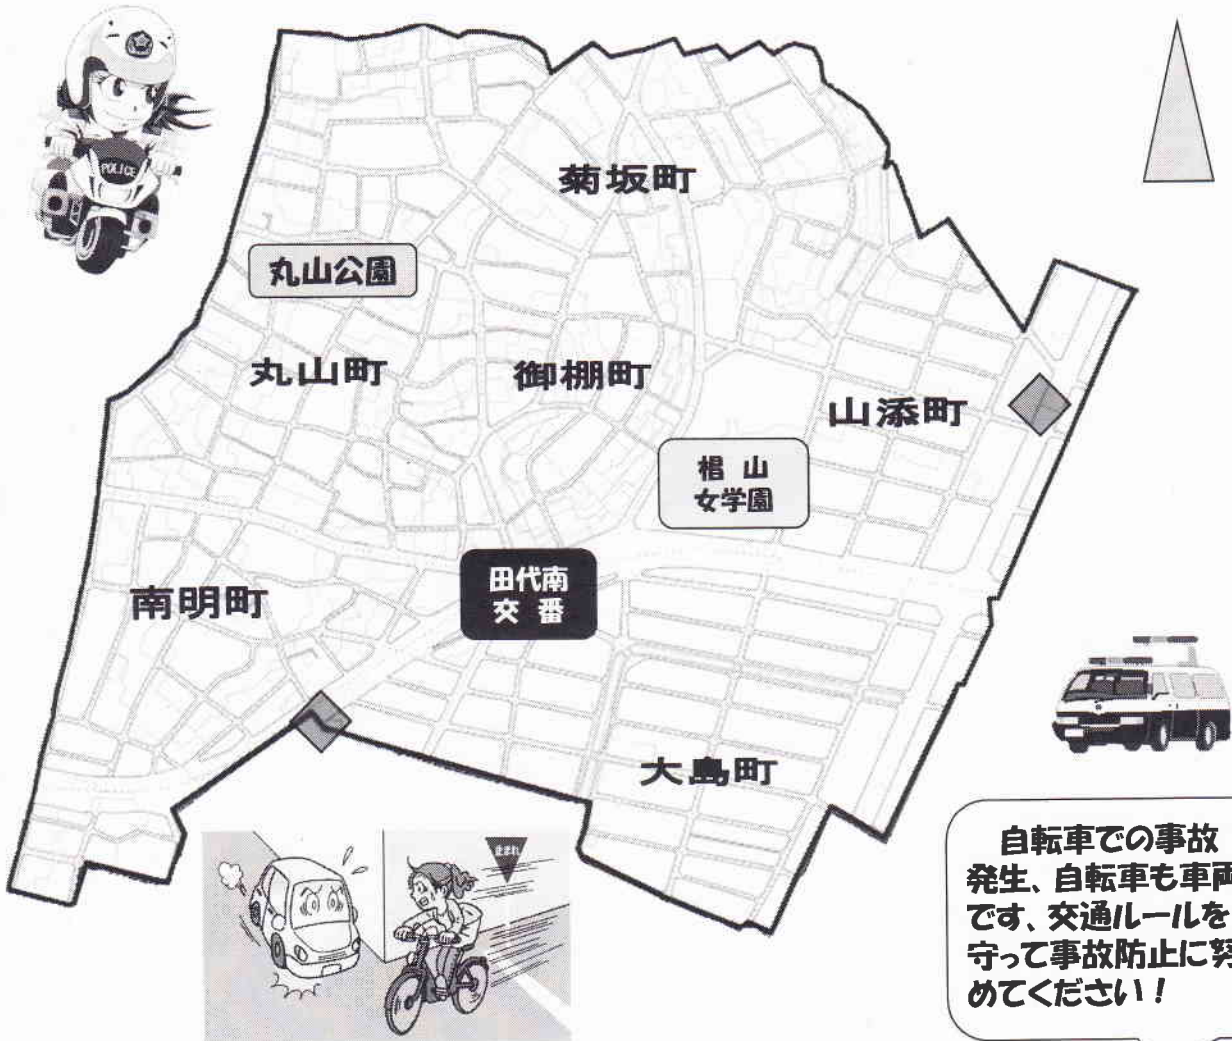 POLICE
菊坂町
丸山公園
丸山町
御棚町
山添町
椙山
女学園
田代南
交番
南明町
大島町
止まれ
自転車での事故
発生、自転車も車両
です、交通ルールを
守って事故防止に努
めてください！